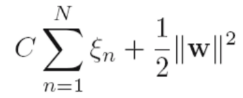 $C \sum_{n=1}^{N} \xi_n + \frac{1}{2} \|\mathbf{w}\|^2$